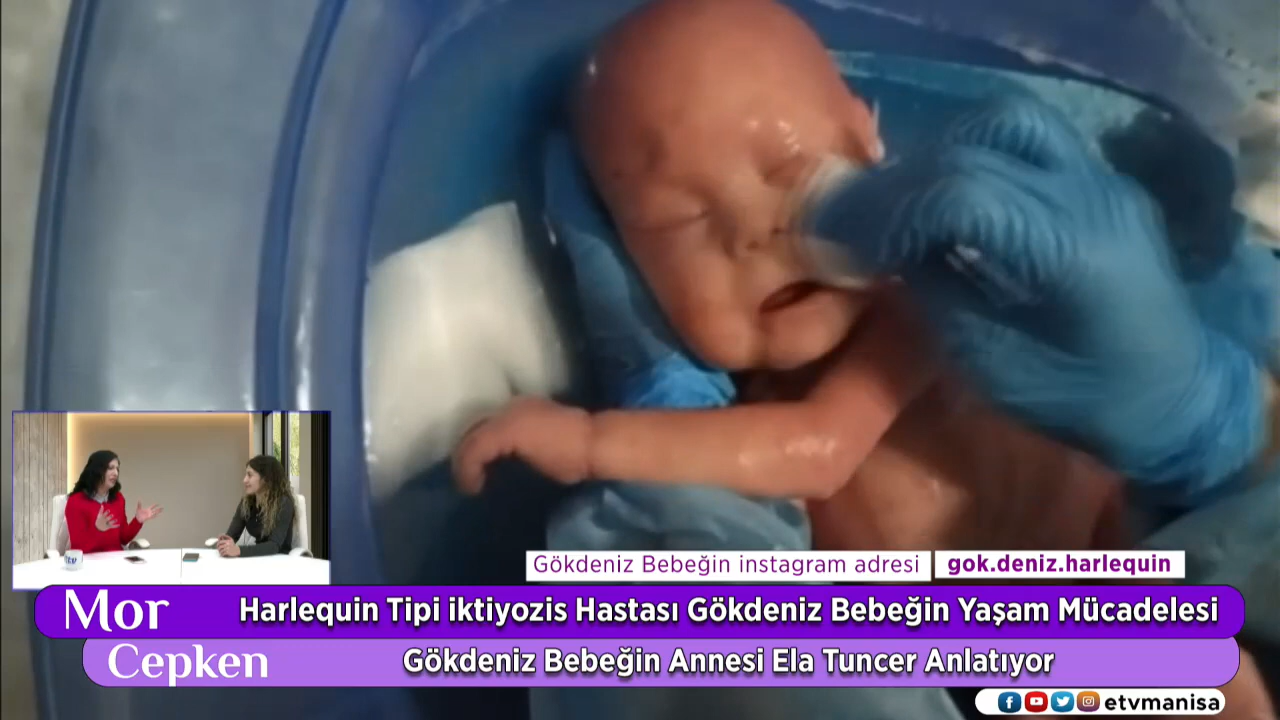 Gökdeniz Bebeğin instagram adresi gok.deniz.harlequin
Mor
Harlequin Tipi iktiyozis Hastası Gökdeniz Bebeğin Yaşam Mücadelesi
Cepken
Gökdeniz Bebeğin Annesi Ela Tuncer Anlatıyor
etvmanisa